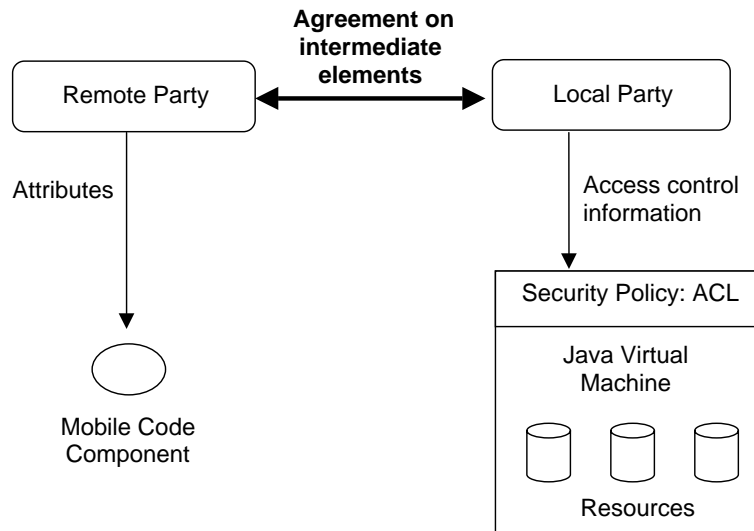 Agreement on
intermediate
elements
Remote Party
Local Party
Attributes
Access control
information
Security Policy: ACL
Java Virtual
Machine
Mobile Code
Component
Resources